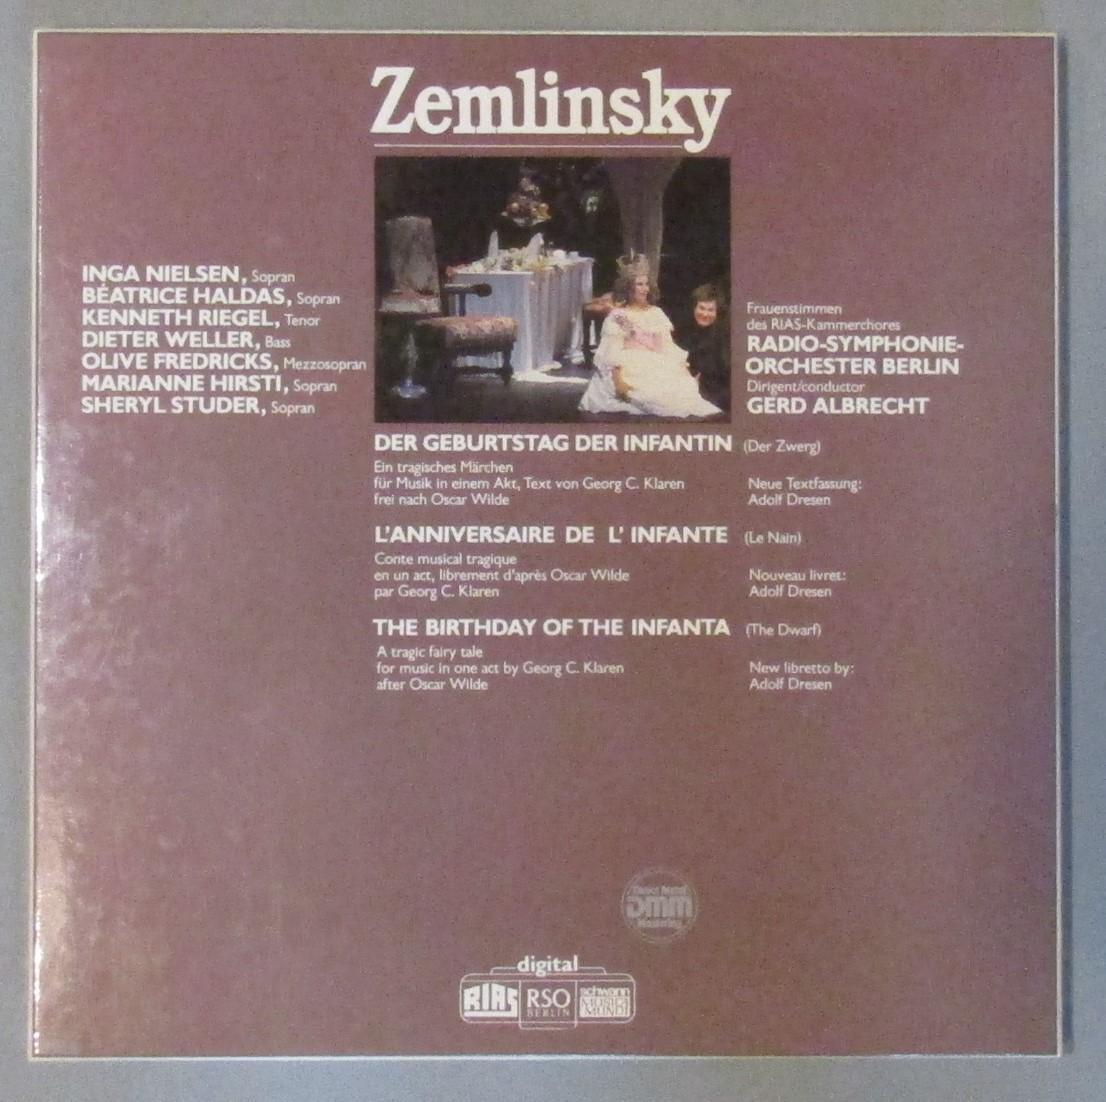 Zemlinsky
INGA NIELSEN, Sopran
BÉATRICE HALDAS, Sopran
KENNETH RIEGEL, Tenor
DIETER WELLER, Bass
OLIVE FREDRICKS, Mezzosopran
MARIANNE HIRSTI, Sopran
SHERYL STUDER, Sopran
Frauenstimmen
des RIAS-Kammerchores
RADIO-SYMPHONIE-
ORCHESTER BERLIN
Dirigent/conductor
GERD ALBRECHT
DER GEBURTSTAG DER INFANTIN (Der Zwerg)
Ein tragisches Märchen
für Musik in einem Akt, Text von Georg C. Klaren
frei nach Oscar Wilde
Neue Textfassung:
Adolf Dresen
L'ANNIVERSAIRE DE L' INFANTE (Le Nain)
Conte musical tragique
en un act, librement d'après Oscar Wilde
par Georg C. Klaren
Nouveau livret:
Adolf Dresen
THE BIRTHDAY OF THE INFANTA (The Dwarf)
A tragic fairy tale
for music in one act by Georg C. Klaren
after Oscar Wilde
New libretto by:
Adolf Dresen
Direct Metal
DMM
Mastering
digital
RIAS
RSO
BERLIN
schwann
MUSICA
MUNDI